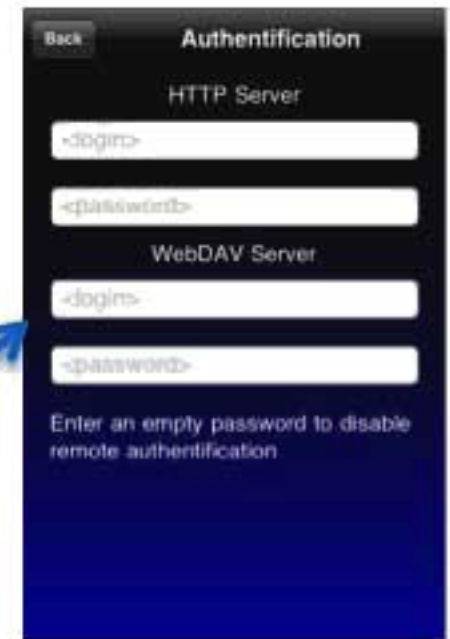 Back
Authentification
HTTP Server
<login>
<password>
WebDAV Server
<login>
<password>
Enter an empty password to disable
remote authentification